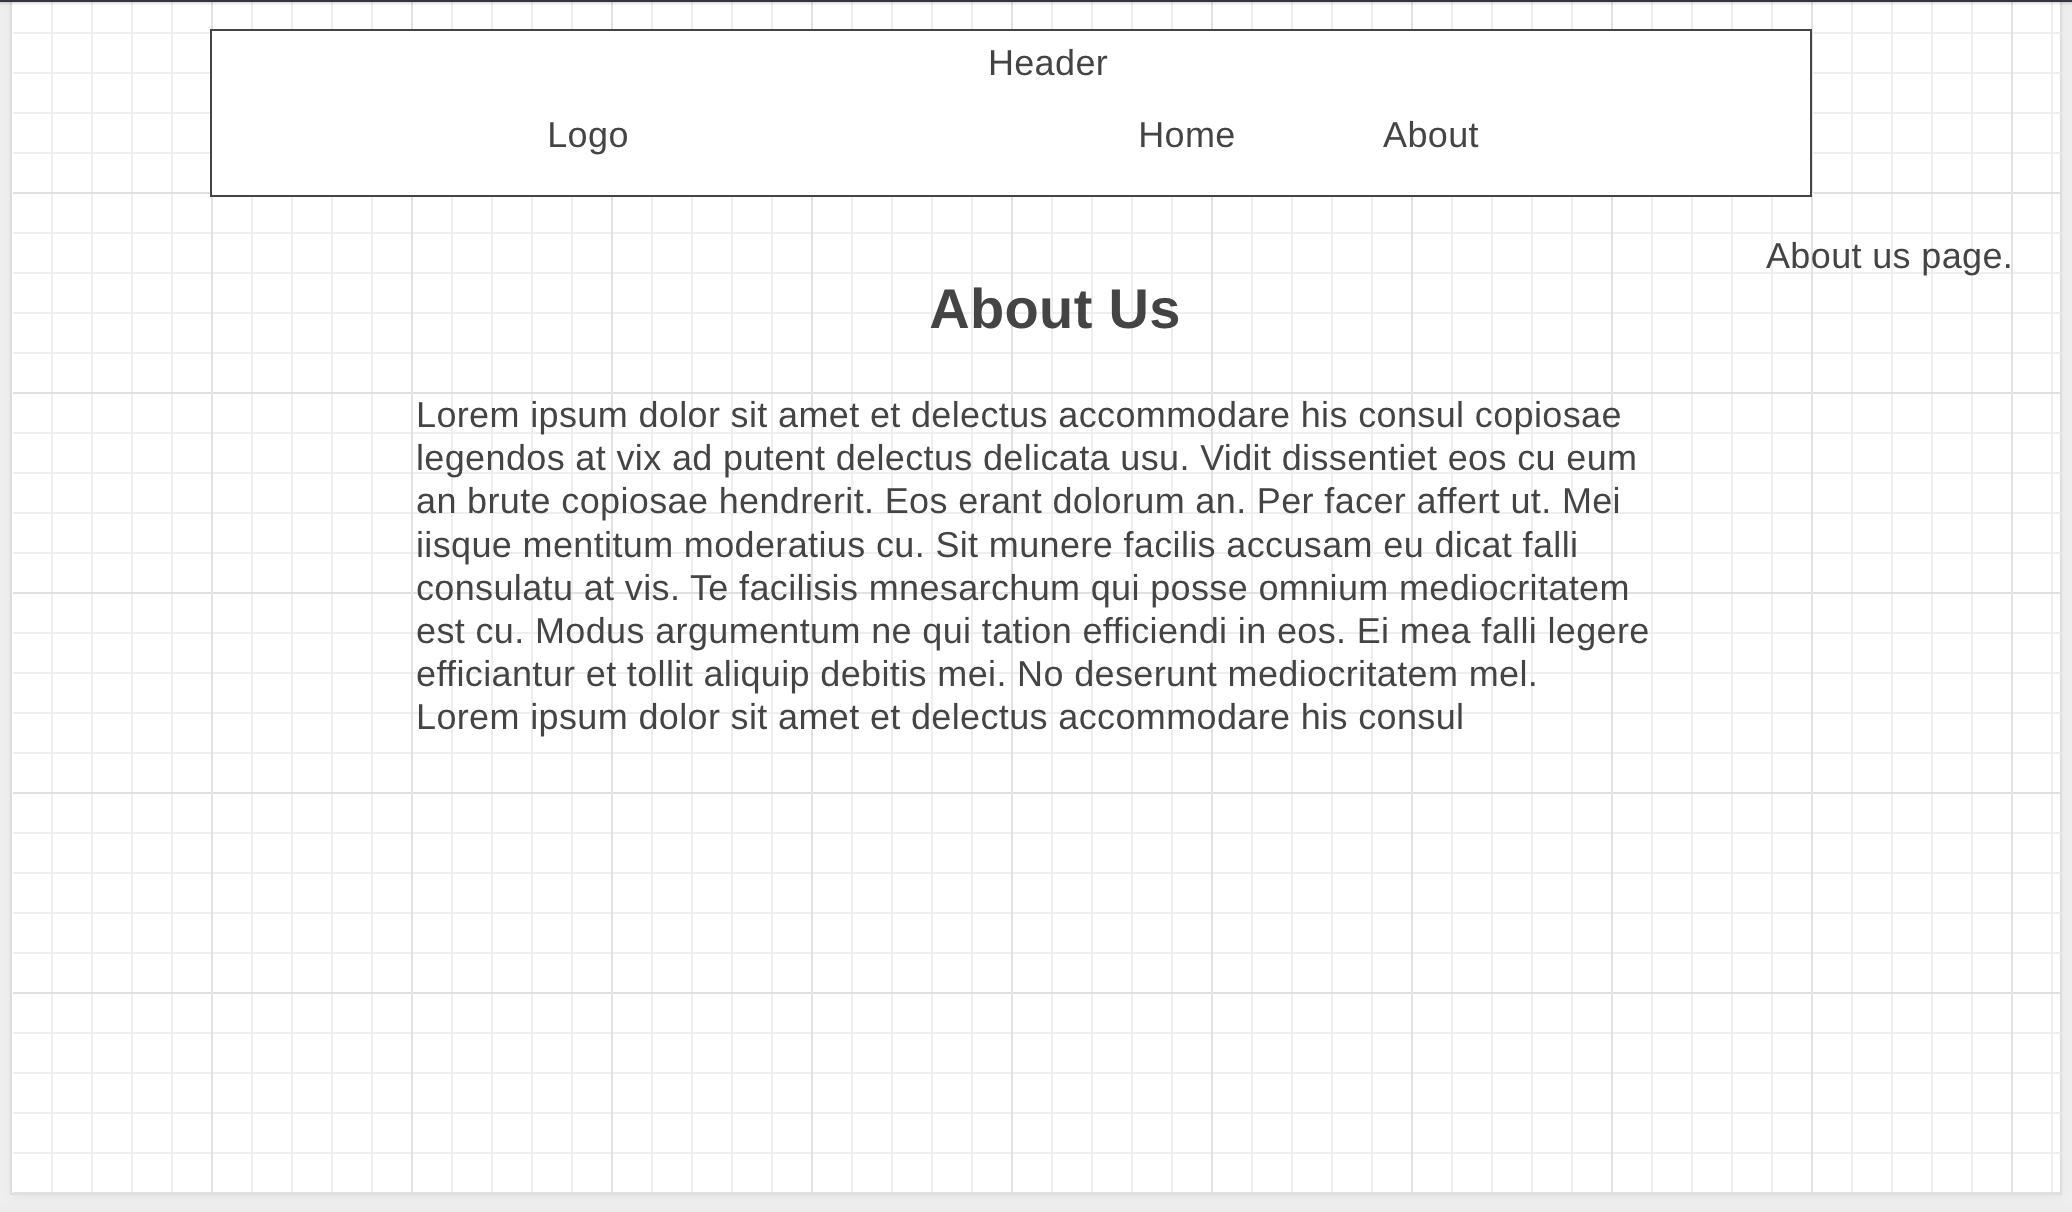 Header
Logo Home About
About us page.
About Us
Lorem ipsum dolor sit amet et delectus accommodare his consul copiosae
legendos at vix ad putent delectus delicata usu. Vidit dissentiet eos cu eum
an brute copiosae hendrerit. Eos erant dolorum an. Per facer affert ut. Mei
iisque mentitum moderatius cu. Sit munere facilis accusam eu dicat falli
consulatu at vis. Te facilisis mnesarchum qui posse omnium mediocritatem
est cu. Modus argumentum ne qui tation efficiendi in eos. Ei mea falli legere
efficiantur et tollit aliquip debitis mei. No deserunt mediocritatem mel.
Lorem ipsum dolor sit amet et delectus accommodare his consul